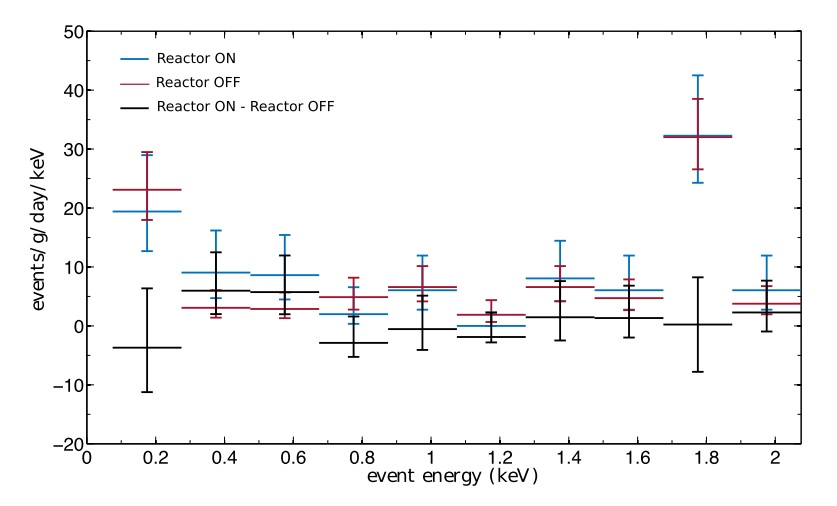 50
40
30
20
10
0
−10
−20
events/g/day/keV
Reactor ON
Reactor OFF
Reactor ON - Reactor OFF
0 0.2 0.4 0.6 0.8 1 1.2 1.4 1.6 1.8 2
event energy (keV)